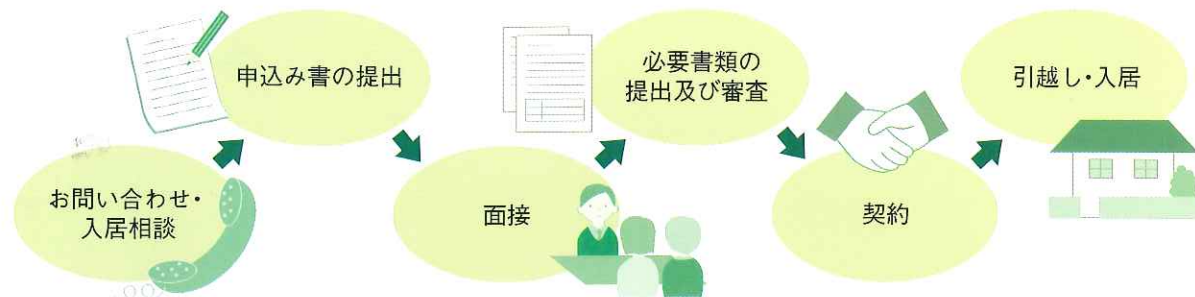 お問い合わせ・
入居相談
申込み書の提出
面接
必要書類の
提出及び審査
契約
引越し・入居